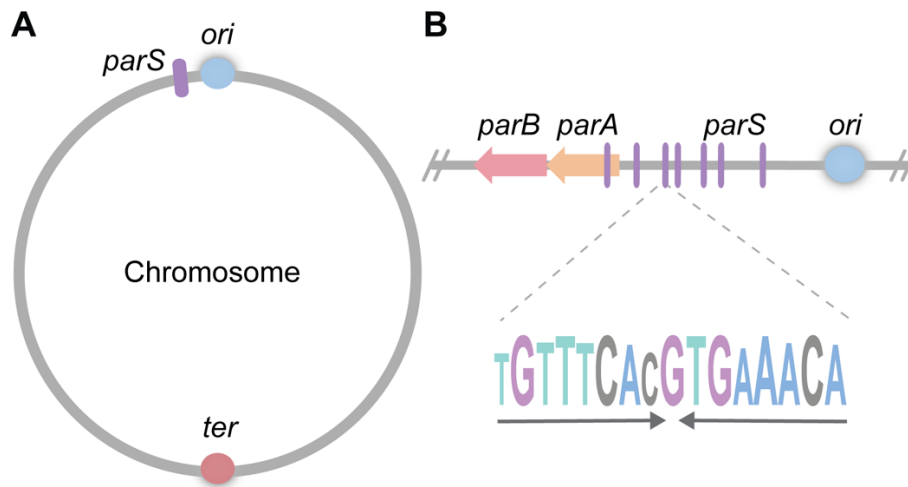 A
ori
parS
Chromosome
ter
B
parB parA parS ori
TGTTTCACGTGAAACA